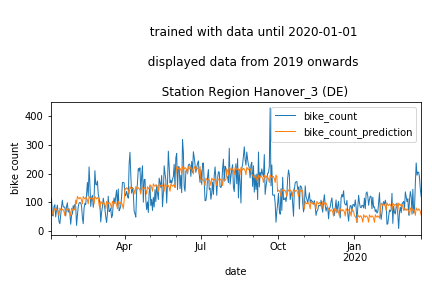 trained with data until 2020-01-01
displayed data from 2019 onwards
Station Region Hanover_3 (DE)
bike_count
bike_count_prediction
400
300
200
100
0
bike count
Apr
Jul
Oct
Jan
2020
date